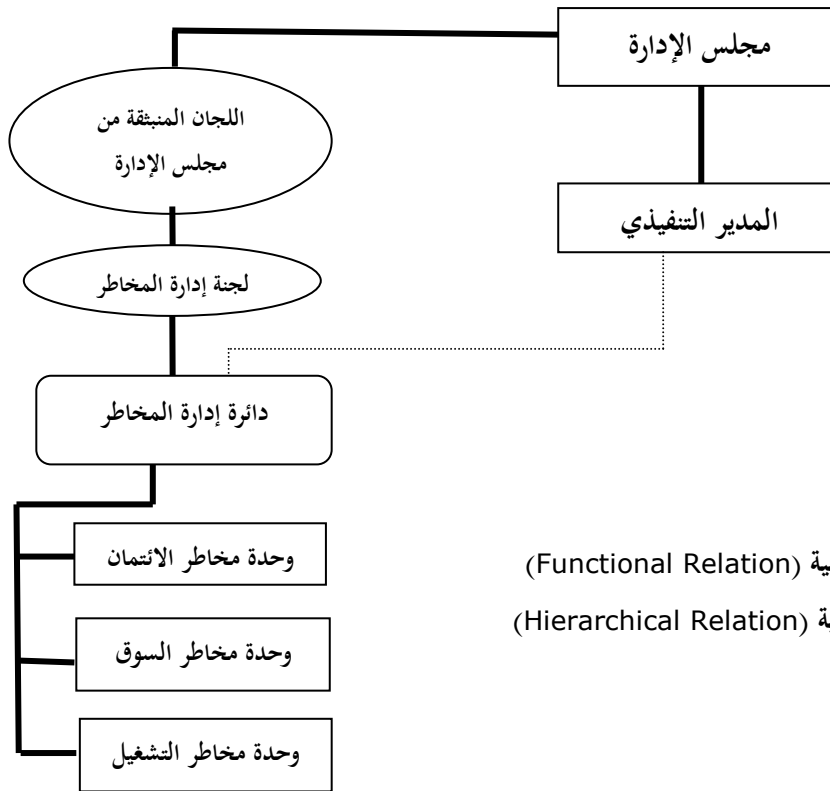 مجلس الإدارة
اللجان المنبثقة من
مجلس الإدارة
المدير التنفيذي
لجنة إدارة المخاطر
دائرة إدارة المخاطر
وحدة مخاطر الائتمان
(Functional Relation)
وحدة مخاطر السوق
(Hierarchical Relation)
وحدة مخاطر التشغيل